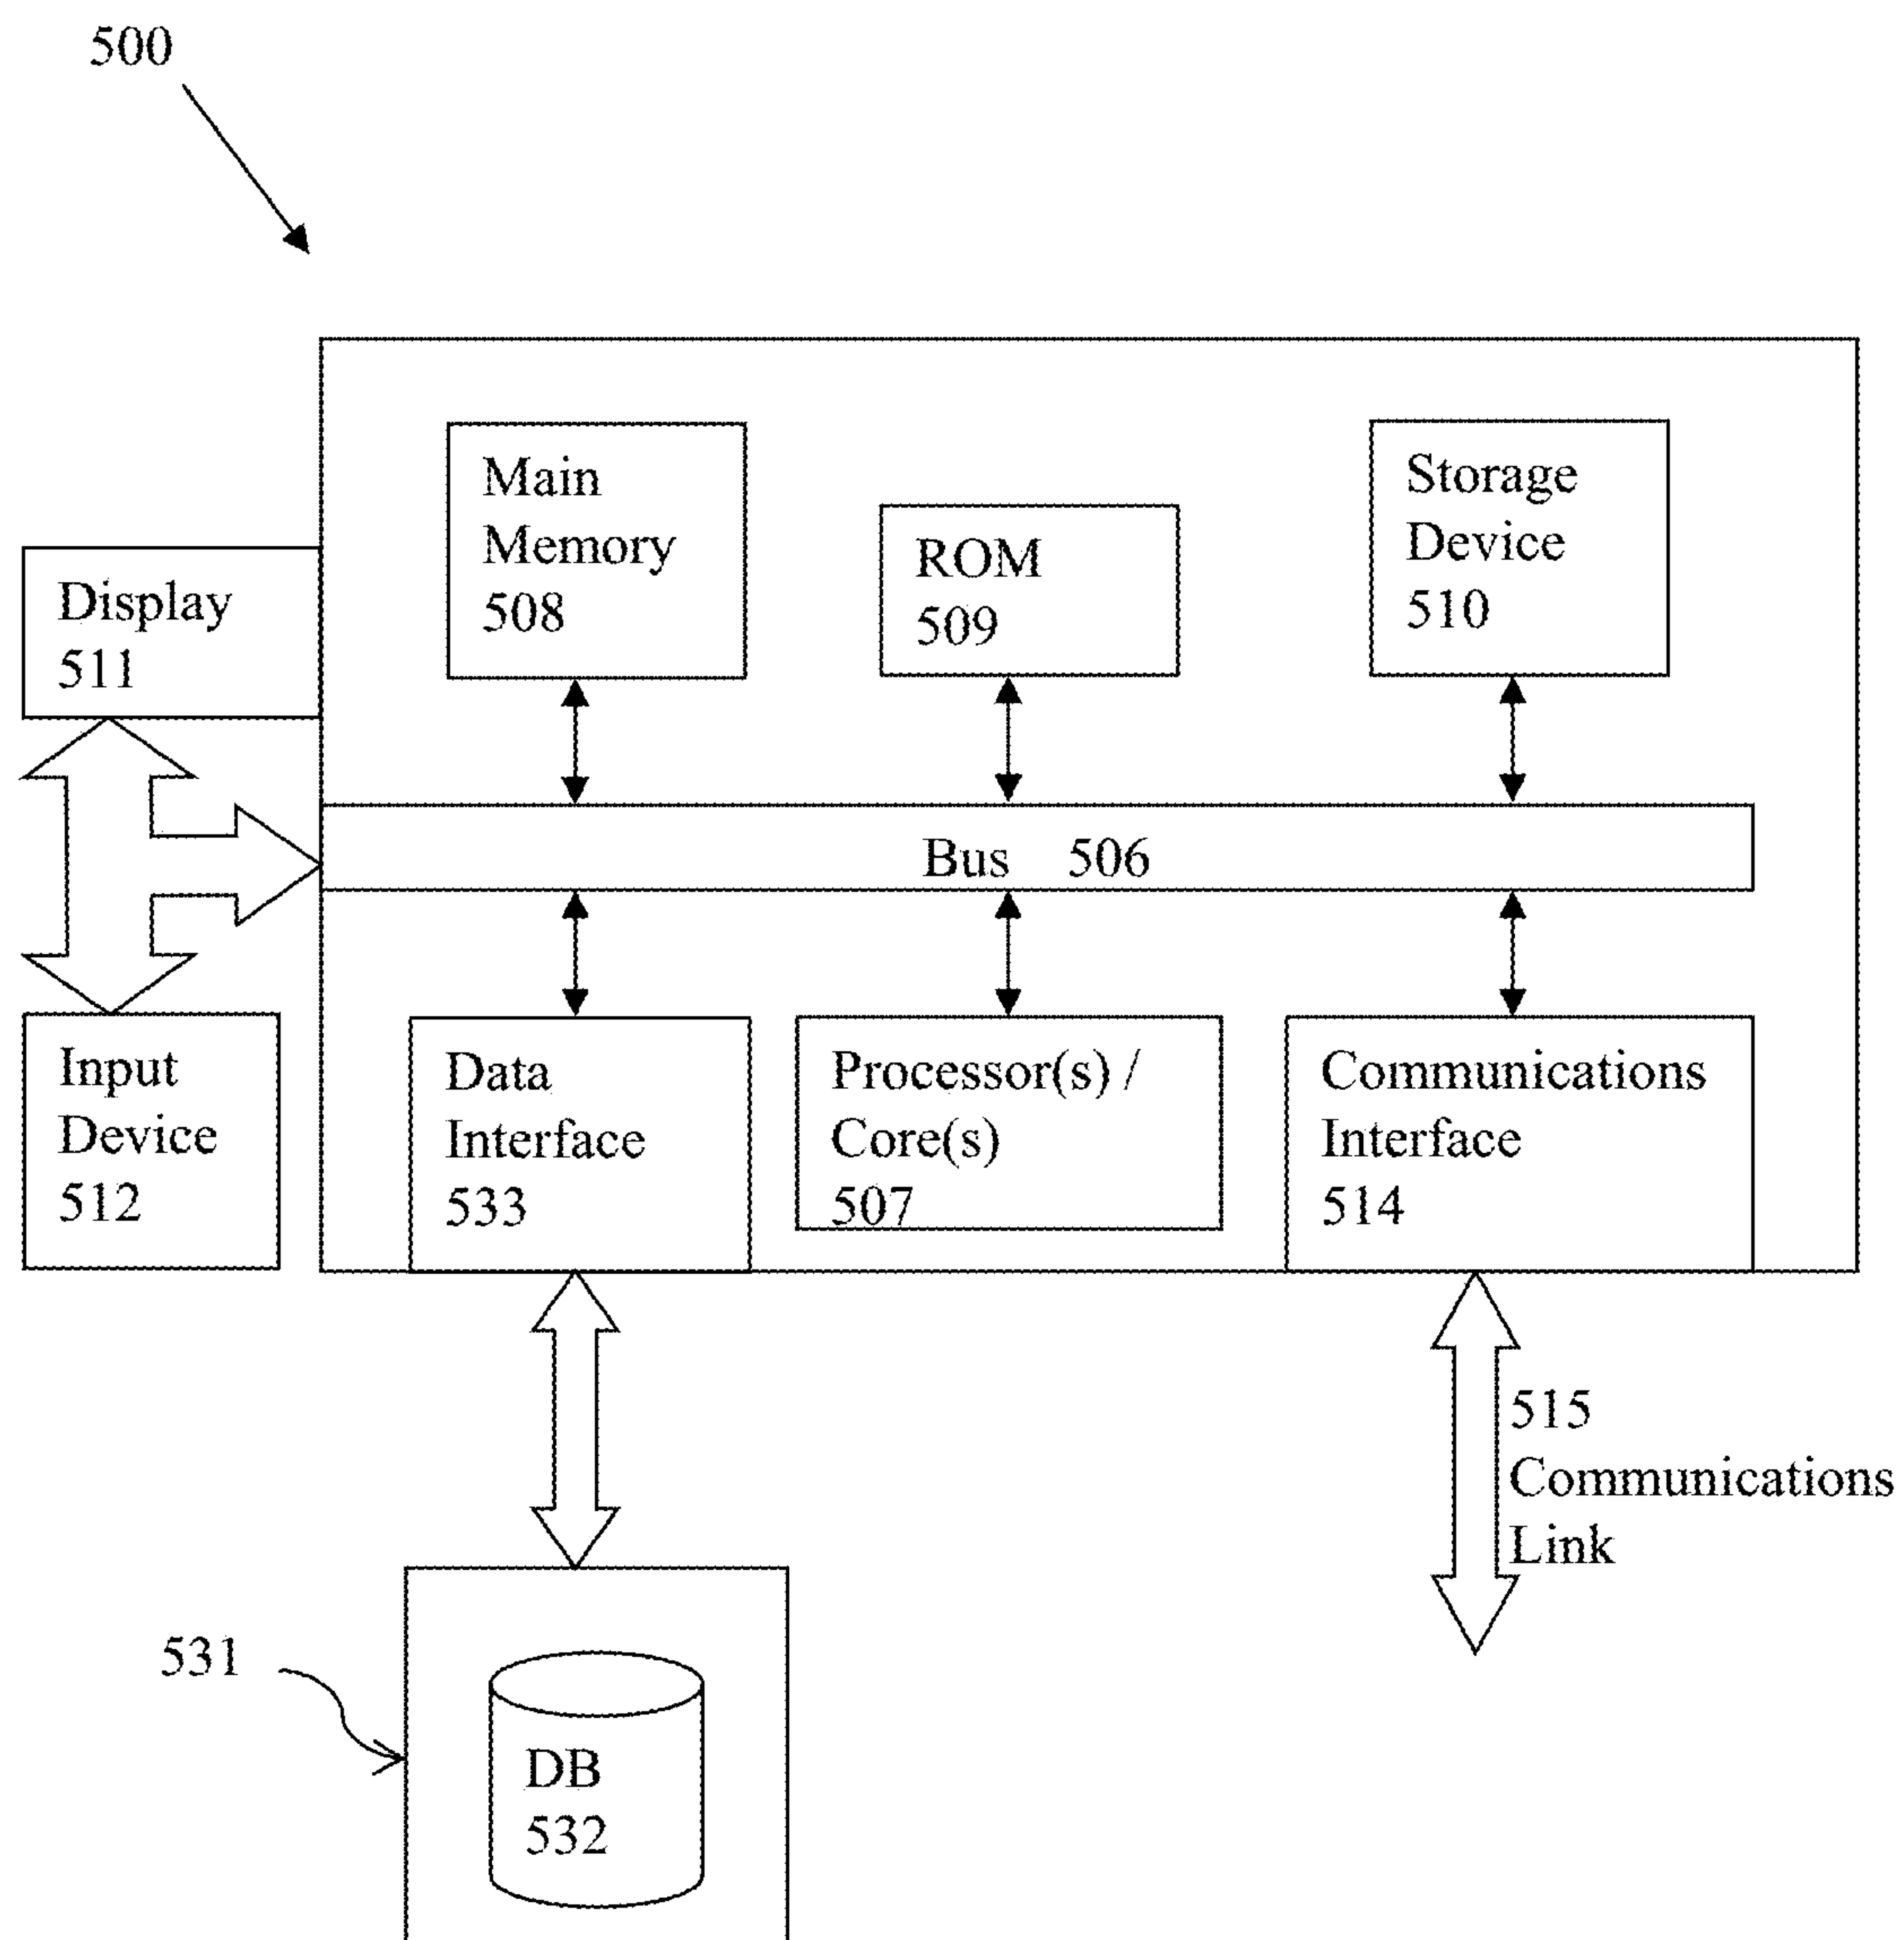 500
Main
Memory
508
ROM
509
Storage
Device
510
Display
511
Bus 506
Input
Device
512
Data
Interface
533
Processor(s) /
Core(s)
507
Communications
Interface
514
515
Communications
Link
531
DB
532